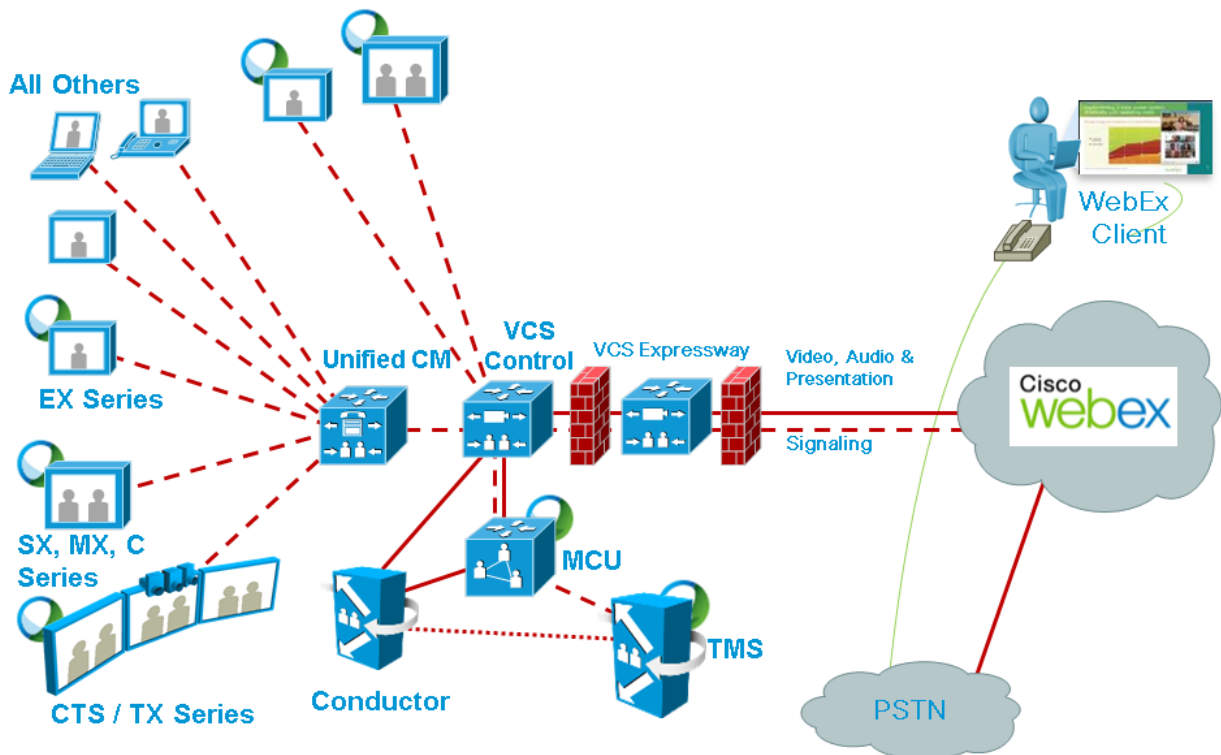 All Others
WebEx
Client
VCS
Control
VCS Expressway
Unified CM
Video, Audio &
Presentation
Cisco
webex
EX Series
Signaling
SX, MX, C
Series
MCU
TMS
Conductor
CTS / TX Series
PSTN